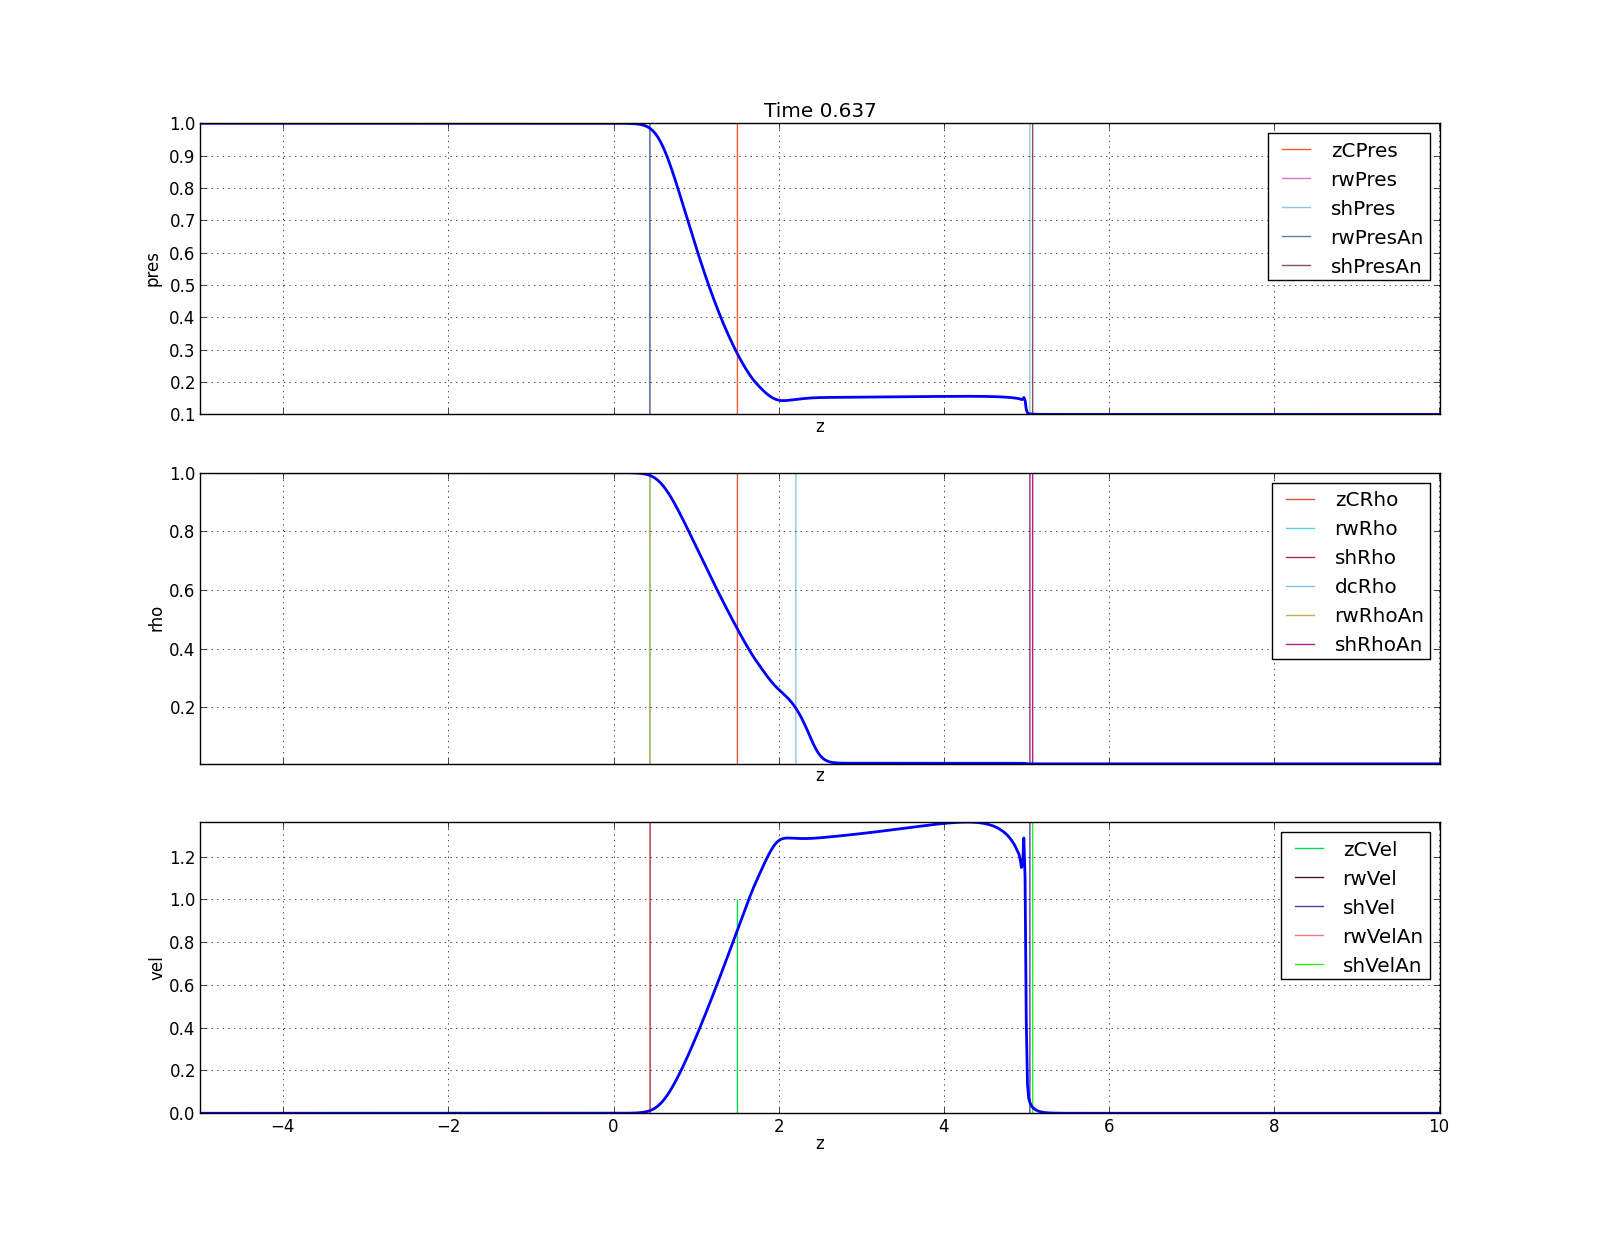 Time 0.637
1.0
0.9
0.8
0.7
0.6
0.5
0.4
0.3
0.2
0.1
pres
z
zCPres
rwPres
shPres
rwPresAn
shPresAn
1.0
0.8
0.6
0.4
0.2
rho
z
zCRho
rwRho
shRho
dcRho
rwRhoAn
shRhoAn
1.2
1.0
0.8
0.6
0.4
0.2
0.0
vel
zCVel
rwVel
shVel
rwVelAn
shVelAn
−4 −2 0 2 4 6 8 10
z